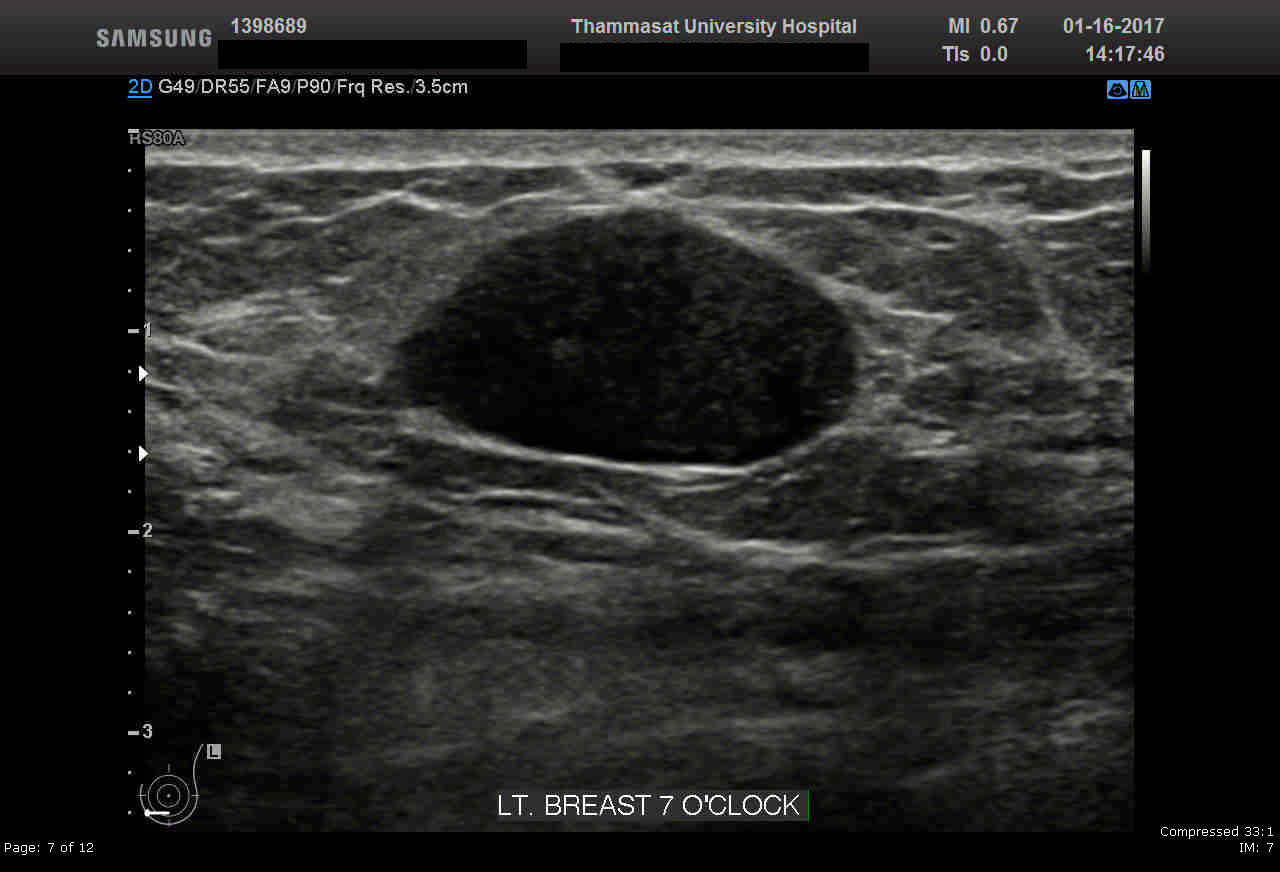 SAMSUNG
1398689
Thammasat University Hospital
MI 0.67
01-16-2017
TIs 0.0
14:17:46
2D G49/DR55/FA9/P90/Frq Res./3.5cm
RS80A
1
2
3
L
LT. BREAST 7 O'CLOCK
Compressed 33:1
Page: 7 of 12
IM: 7